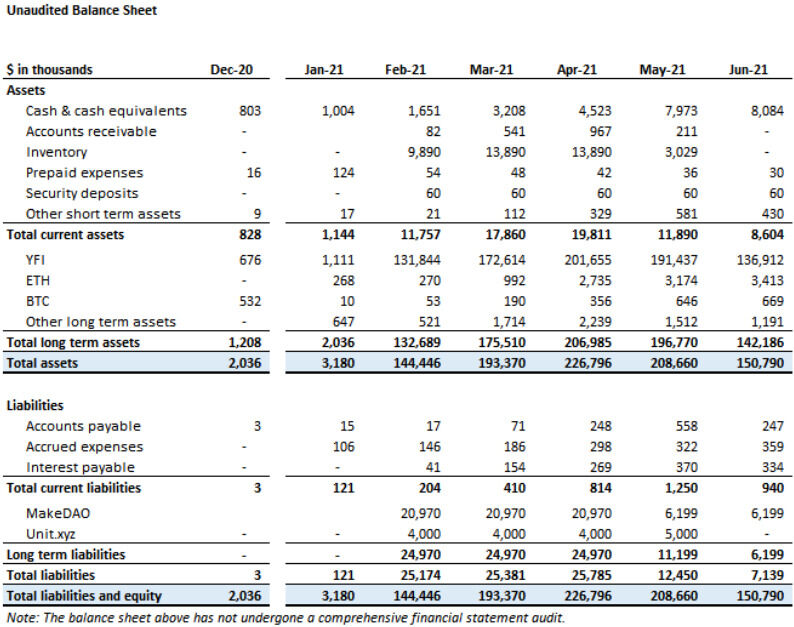 Unaudited Balance Sheet
$ in thousands Dec-20 Jan-21 Feb-21 Mar-21 Apr-21 May-21 Jun-21
Assets
Cash & cash equivalents 803 1,004 1,651 3,208 4,523 7,973 8,084
Accounts receivable - 82 541 967 211 -
Inventory - - 9,890 13,890 13,890 3,029 -
Prepaid expenses 16 124 54 48 42 36 30
Security deposits - - 60 60 60 60 60
Other short term assets 9 17 21 112 329 581 430
Total current assets 828 1,144 11,757 17,860 19,811 11,890 8,604
YFI 676 1,111 131,844 172,614 201,655 191,437 136,912
ETH - 268 270 992 2,735 3,174 3,413
BTC 532 10 53 190 356 646 669
Other long term assets - 647 521 1,714 2,239 1,512 1,191
Total long term assets 1,208 2,036 132,689 175,510 206,985 196,770 142,186
Total assets 2,036 3,180 144,446 193,370 226,796 208,660 150,790
Liabilities
Accounts payable 3 15 17 71 248 558 247
Accrued expenses - 106 146 186 298 322 359
Interest payable - - 41 154 269 370 334
Total current liabilities 3 121 204 410 814 1,250 940
MakeDAO 20,970 20,970 20,970 6,199 6,199
Unit.xyz - - 4,000 4,000 4,000 5,000 -
Long term liabilities - - 24,970 24,970 24,970 11,199 6,199
Total liabilities 3 121 25,174 25,381 25,785 12,450 7,139
Total liabilities and equity 2,036 3,180 144,446 193,370 226,796 208,660 150,790
Note: The balance sheet above has not undergone a comprehensive financial statement audit.